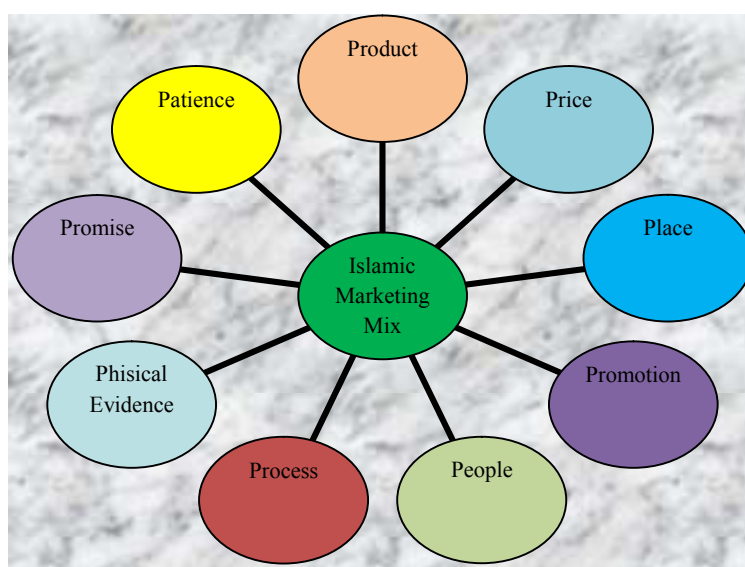 Product
Patience
Price
Promise
Place
Islamic
Marketing
Mix
Phisical
Evidence
Promotion
Process
People